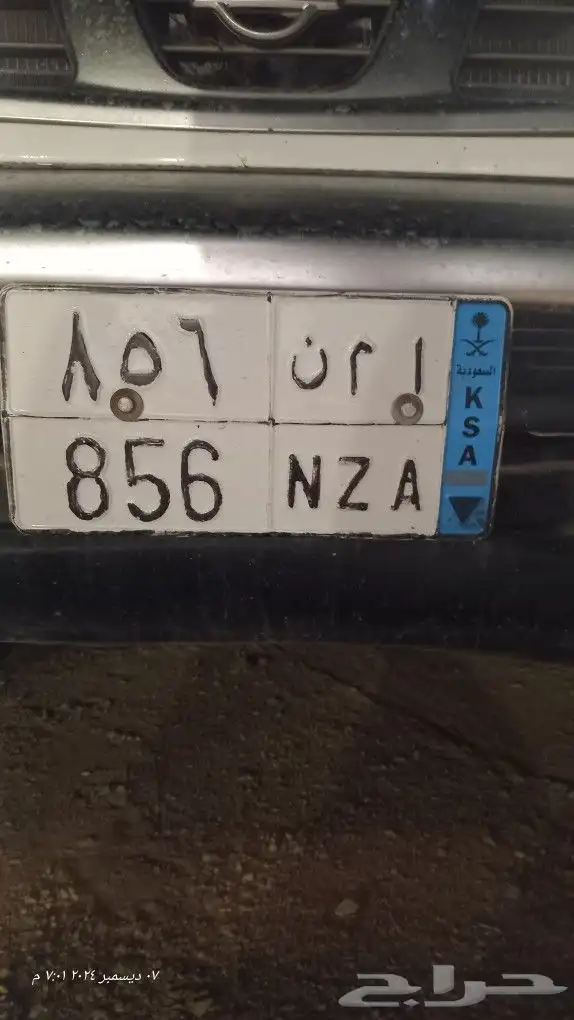 ٨٥٦
ا م ن
السعودية
K
S
A
856
NZA
٠٧ ديسمبر ٢٠٢٤ ٧:٠١ م
حراج